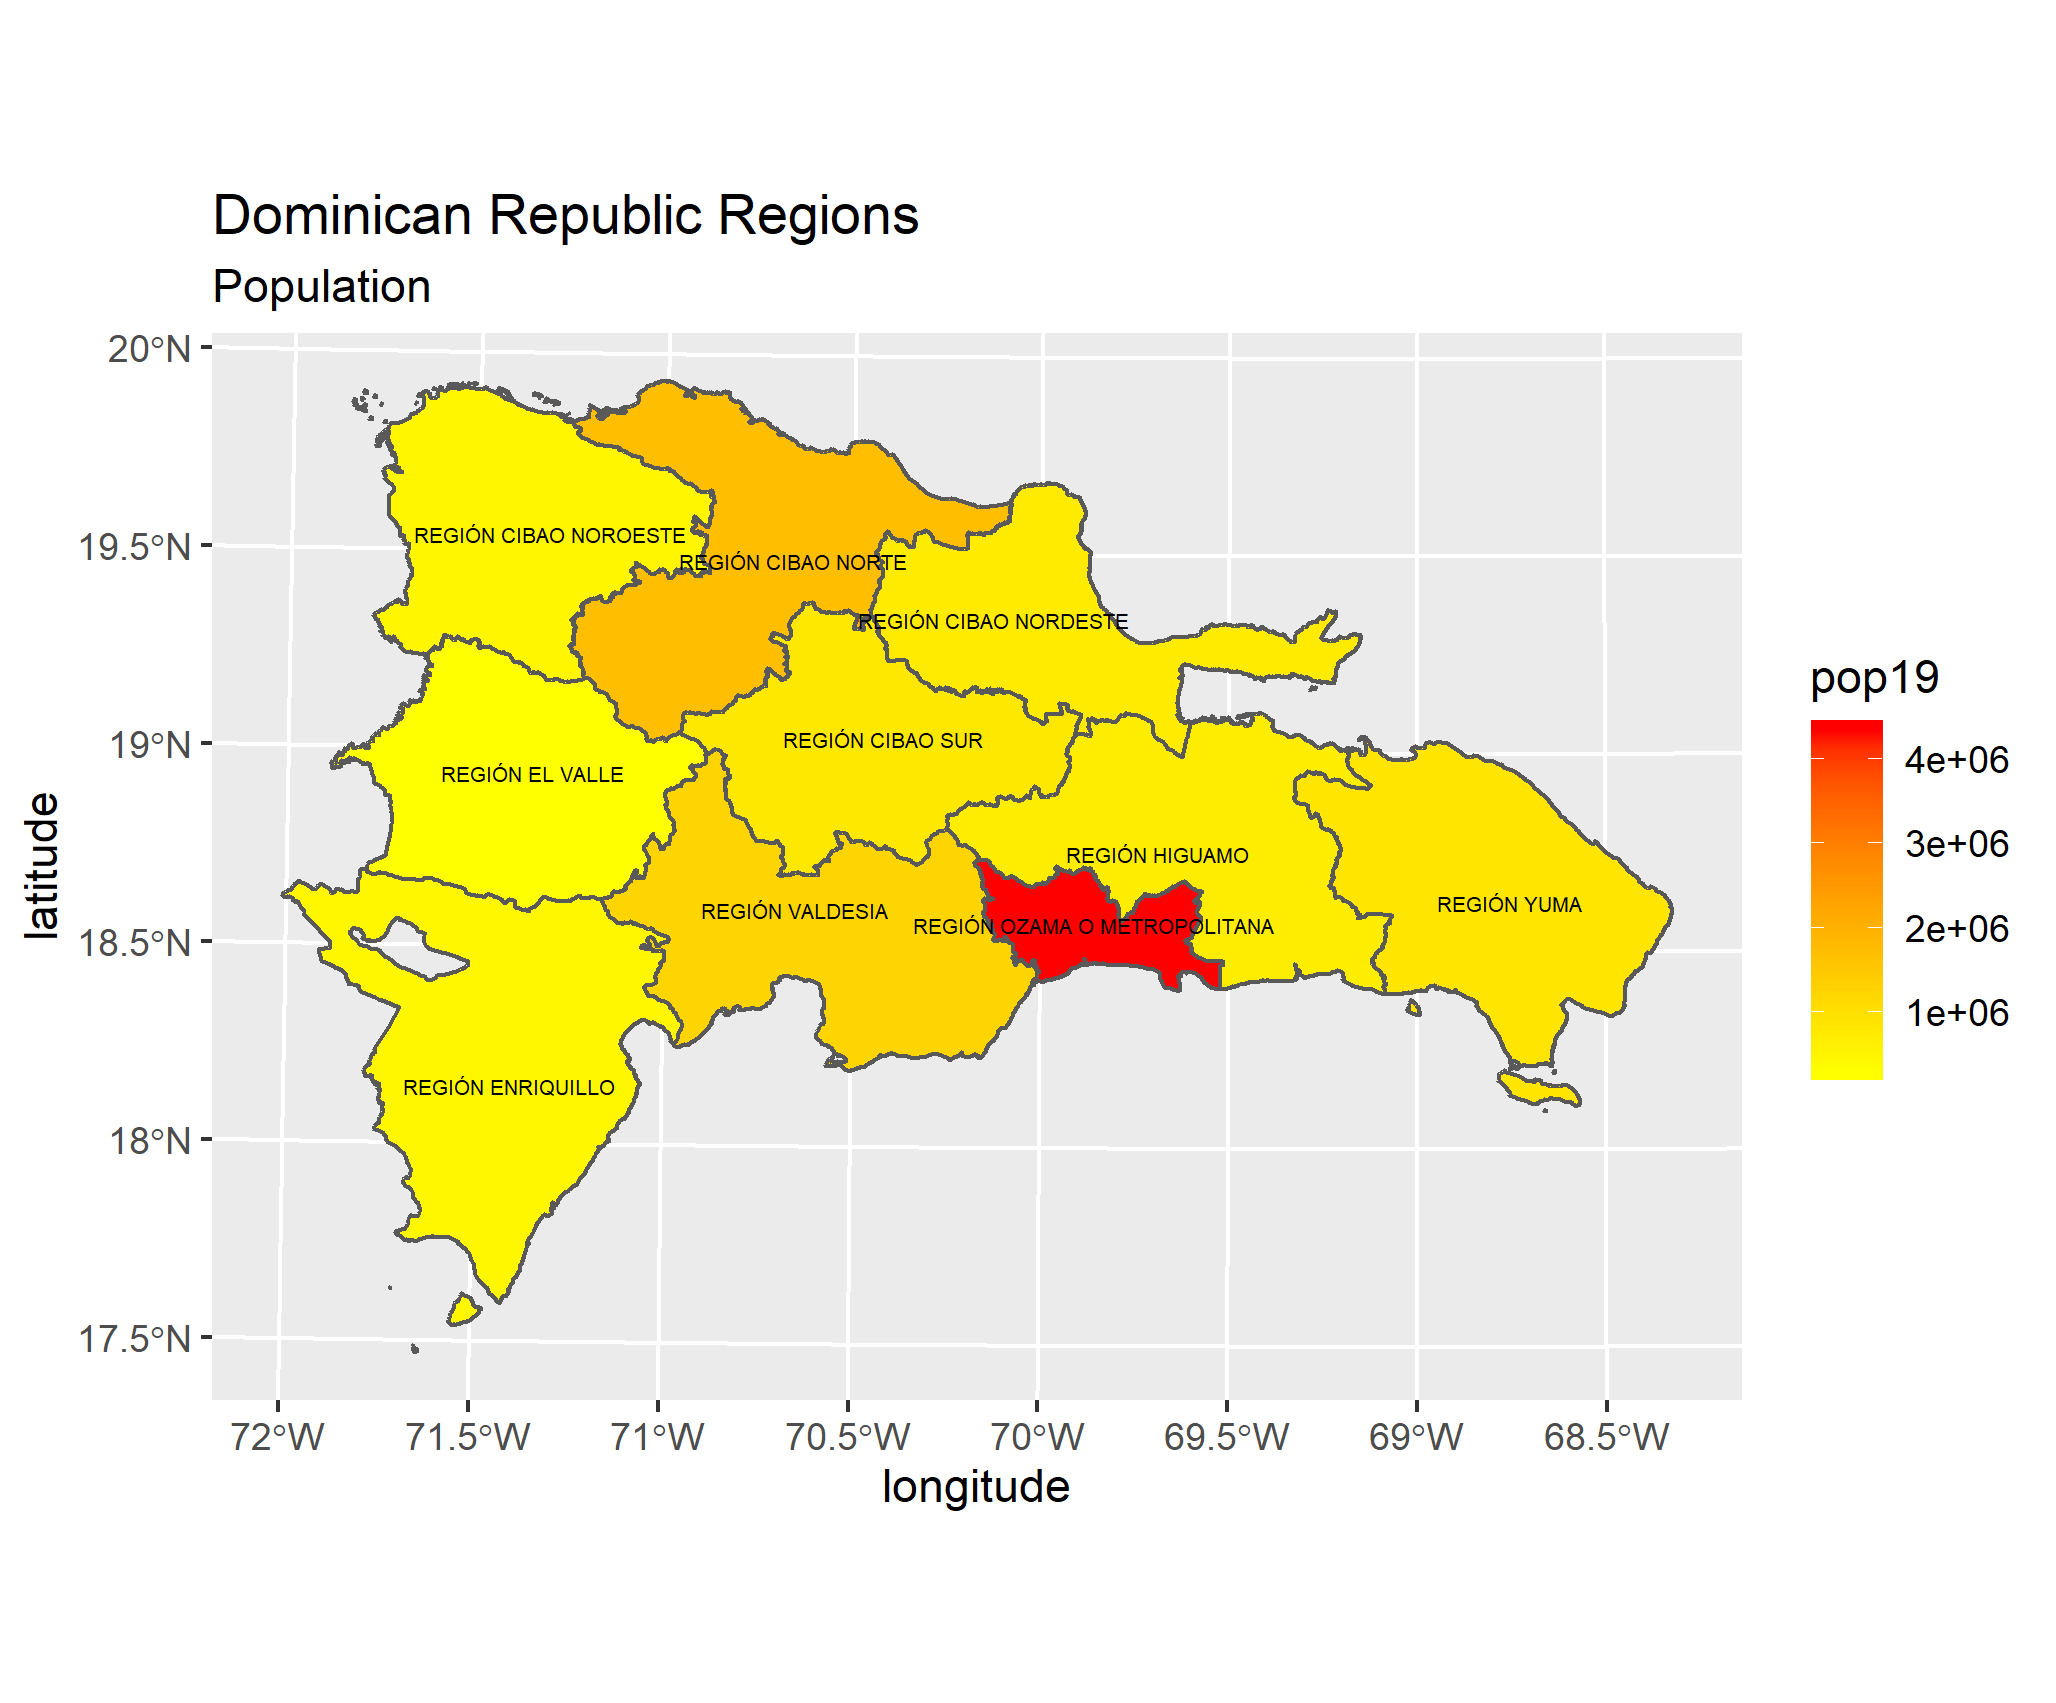 Dominican Republic Regions
Population
20°N
19.5°N
19°N
18.5°N
18°N
17.5°N
latitude
REGIÓN CIBAO NOROESTE
REGIÓN CIBAO NORTE
REGIÓN CIBAO NORDESTE
REGIÓN CIBAO SUR
REGIÓN EL VALLE
REGIÓN HIGUAMO
REGIÓN YUMA
REGIÓN VALDESIA
REGIÓN OZAMA O METROPOLITANA
REGIÓN ENRIQUILLO
72°W 71.5°W 71°W 70.5°W 70°W 69.5°W 69°W 68.5°W
longitude
pop19
4e+06
3e+06
2e+06
1e+06